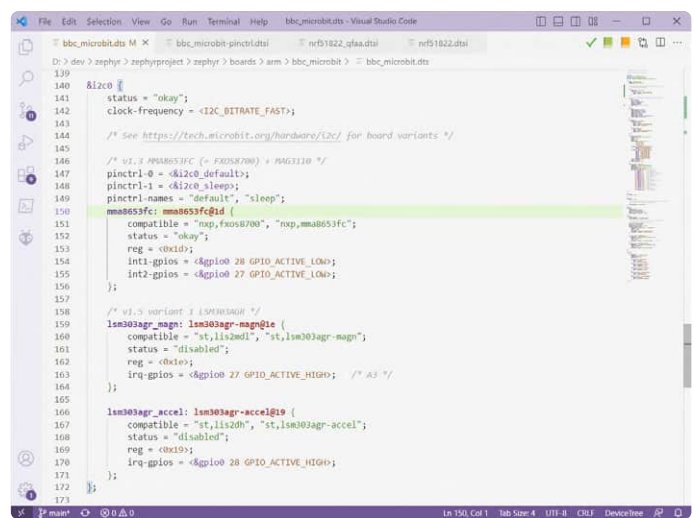 File Edit Selection View Go Run Terminal Help bbc_microbit.dts - Visual Studio Code
bbc_microbit.dts M X bbc_microbit-pinctrl.dtsi nrf51822_qfaa.dtsi nrf51822.dtsi
D: > dev > zephyr > zephyrproject > zephyr > boards > arm > bbc_microbit > bbc_microbit.dts
139
140 &i2c0 {
141 status = "okay";
142 clock-frequency = <I2C_BITRATE_FAST>;
143
144 /* See https://tech.microbit.org/hardware/i2c/ for board variants */
145
146 /* v1.3 MMA8653FC (= FXOS8700) + MAG3110 */
147 pinctrl-0 = <&i2c0_default>;
148 pinctrl-1 = <&i2c0_sleep>;
149 pinctrl-names = "default", "sleep";
150 mma8653fc: mma8653fc@1d {
151 compatible = "nxp,fxos8700", "nxp,mma8653fc";
152 status = "okay";
153 reg = <0x1d>;
154 int1-gpios = <&gpio0 28 GPIO_ACTIVE_LOW>;
155 int2-gpios = <&gpio0 27 GPIO_ACTIVE_LOW>;
156 };
157
158 /* v1.5 variant 1 LSM303AGR */
159 lsm303agr_magn: lsm303agr-magn@1e {
160 compatible = "st,lis2mdl", "st,lsm303agr-magn";
161 status = "disabled";
162 reg = <0x1e>;
163 irq-gpios = <&gpio0 27 GPIO_ACTIVE_HIGH>; /* A3 */
164 };
165
166 lsm303agr_accel: lsm303agr-accel@19 {
167 compatible = "st,lis2dh", "st,lsm303agr-accel";
168 status = "disabled";
169 reg = <0x19>;
170 irq-gpios = <&gpio0 28 GPIO_ACTIVE_HIGH>;
171 };
172 };
173
main* 0 0 Ln 150, Col 1 Tab Size: 4 UTF-8 CRLF DeviceTree